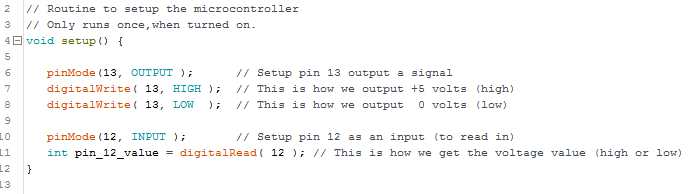 2 // Routine to setup the microcontroller
3 // Only runs once,when turned on.
4 void setup() {
5
6 pinMode(13, OUTPUT ); // Setup pin 13 output a signal
7 digitalWrite( 13, HIGH ); // This is how we output +5 volts (high)
8 digitalWrite( 13, LOW ); // This is how we output 0 volts (low)
9
10 pinMode(12, INPUT ); // Setup pin 12 as an input (to read in)
11 int pin_12_value = digitalRead( 12 ); // This is how we get the voltage value (high or low)
12 }
13